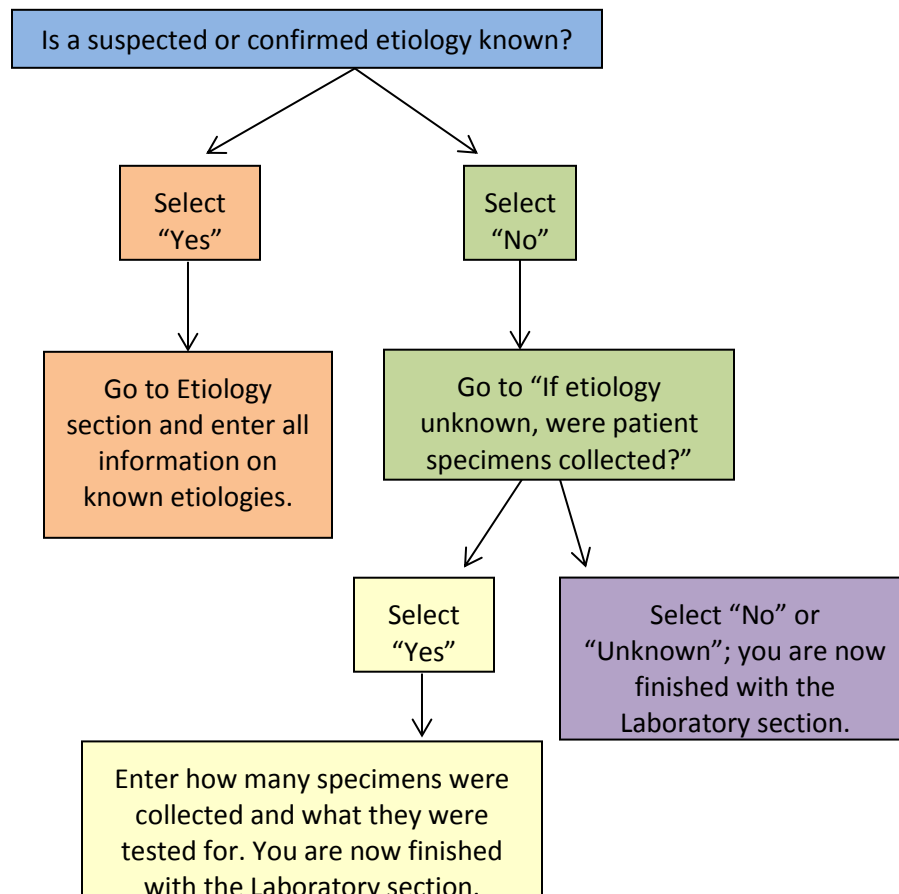 Is a suspected or confirmed etiology known?
Select
“Yes”
Select
“No”
Go to Etiology
section and enter all
information on
known etiologies.
Go to “If etiology
unknown, were patient
specimens collected?”
Select
“Yes”
Select “No” or
“Unknown”; you are now
finished with the
Laboratory section.
Enter how many specimens were
collected and what they were
tested for. You are now finished
with the Laboratory section.